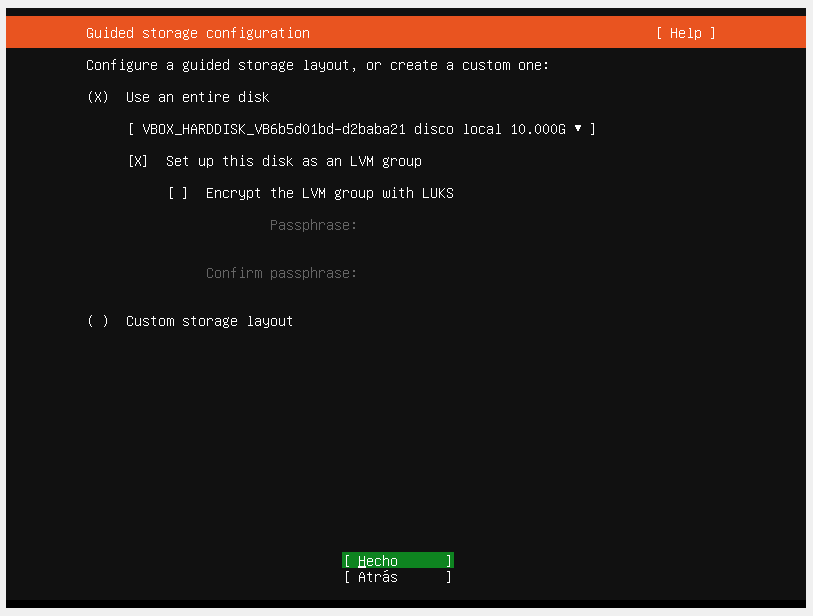 Guided storage configuration [ Help ]
Configure a guided storage layout, or create a custom one:
(X) Use an entire disk
[ VBOX_HARDDISK_VB6b5d01bd-d2baba21 disco local 10.000G ▾ ]
[X] Set up this disk as an LVM group
[ ] Encrypt the LVM group with LUKS
Passphrase:
Confirm passphrase:
( ) Custom storage layout
[ Hecho ]
[ Atrás ]